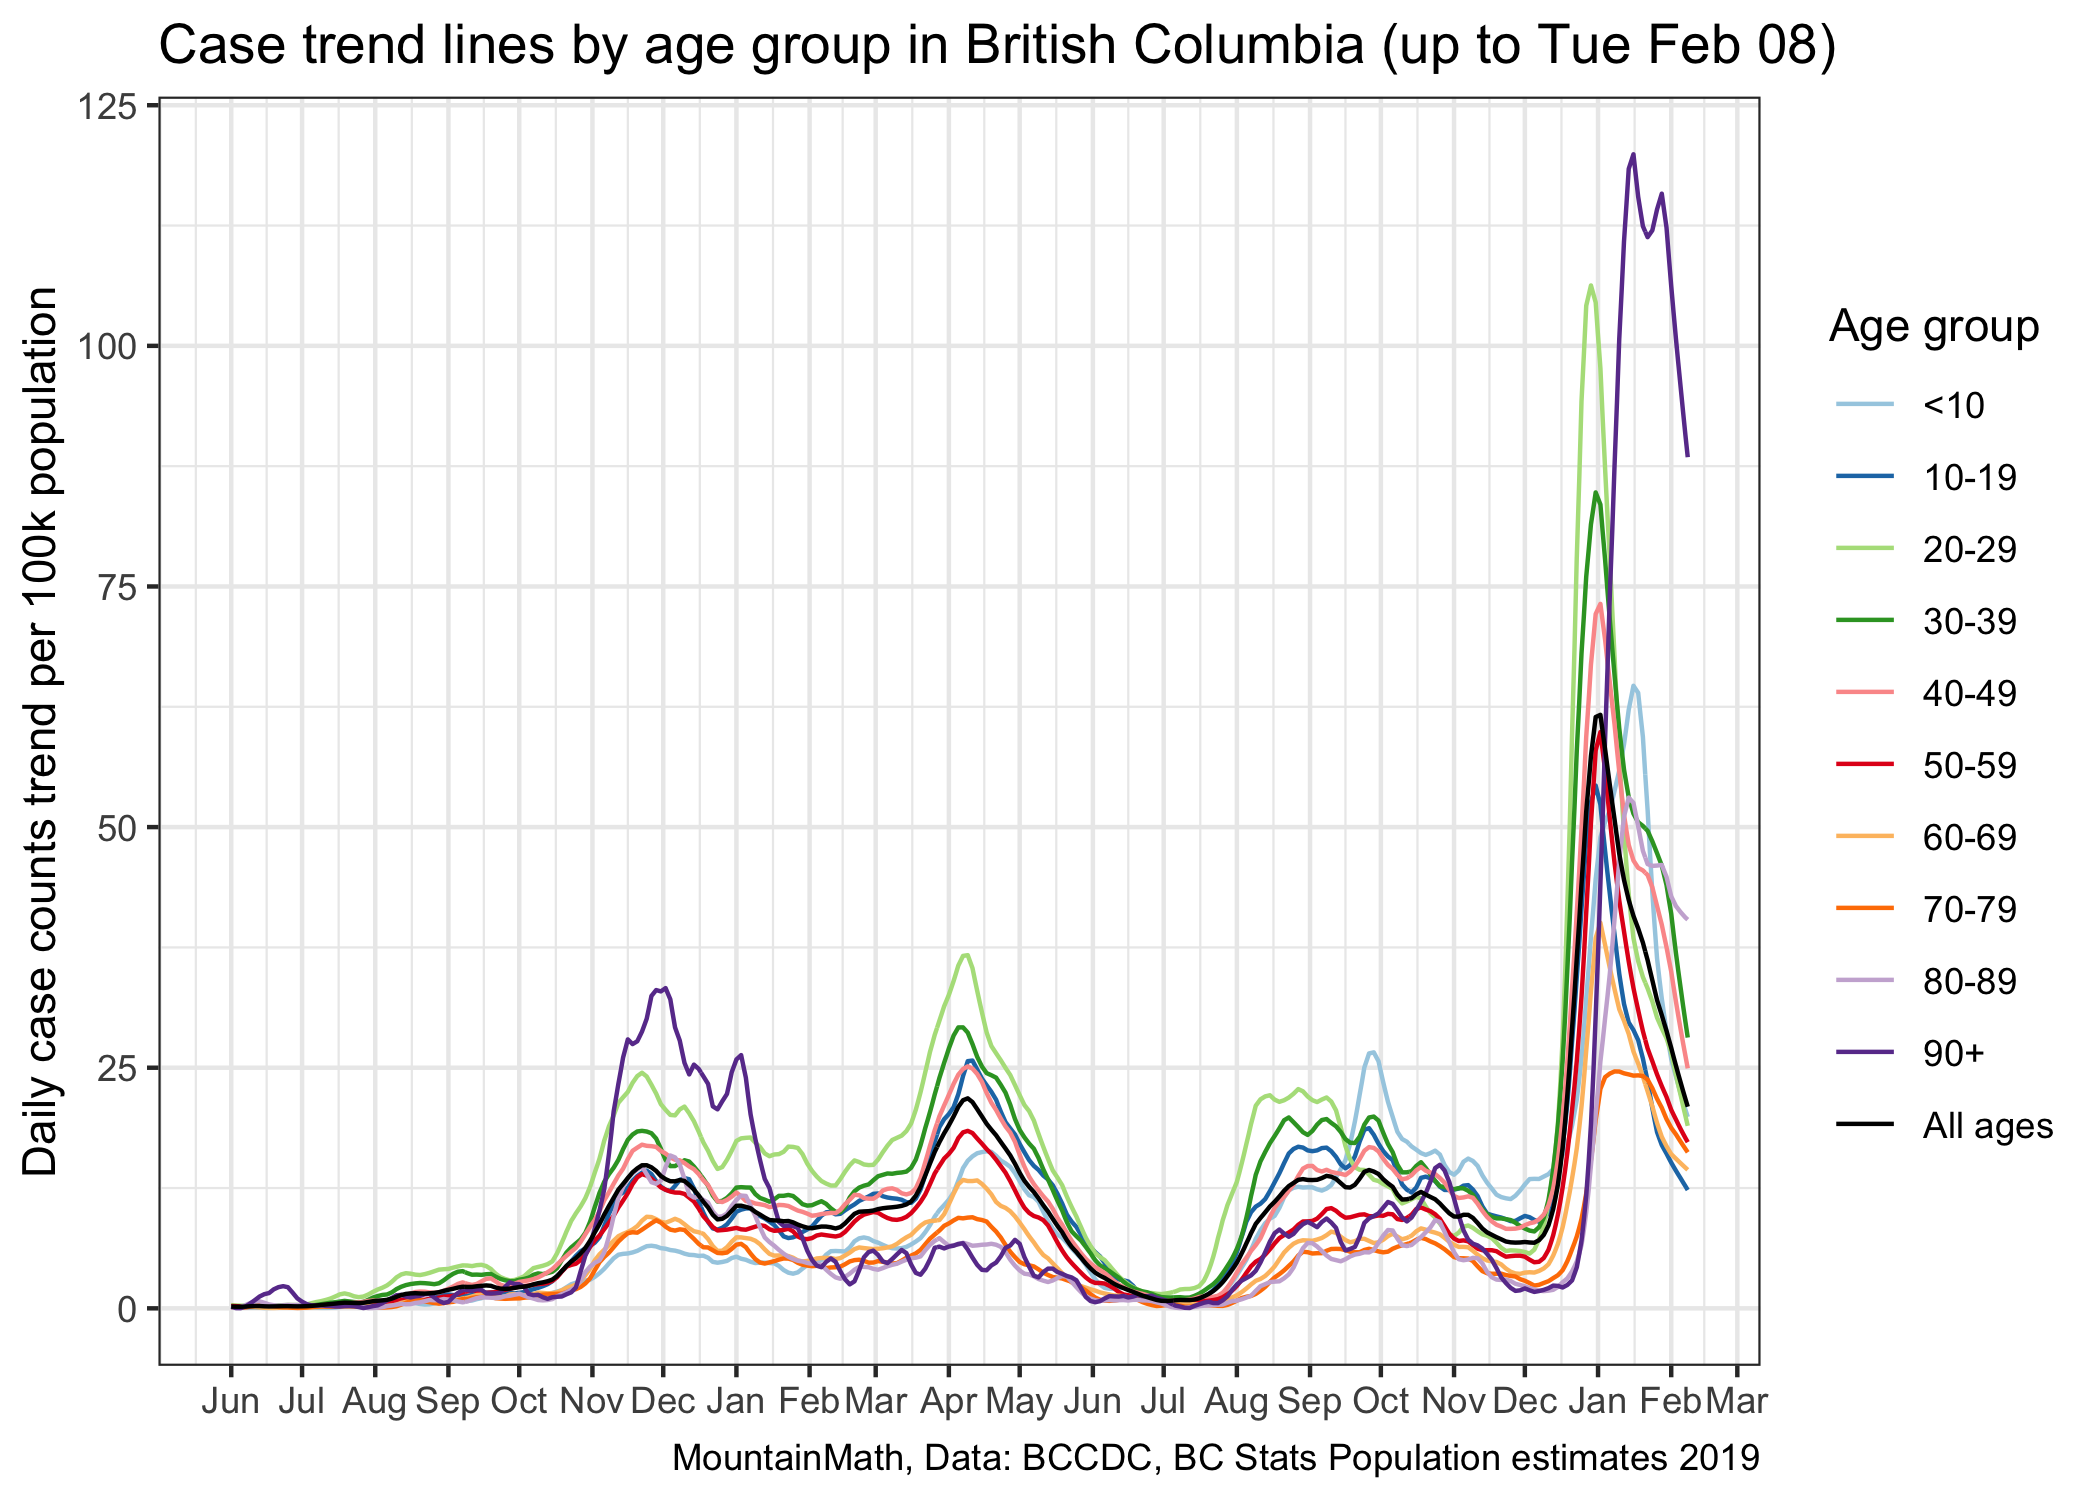 Case trend lines by age group in British Columbia (up to Tue Feb 08)
Daily case counts trend per 100k population
125
100
75
50
25
0
Jun Jul Aug Sep Oct Nov Dec Jan Feb Mar Apr May Jun Jul Aug Sep Oct Nov Dec Jan Feb Mar
Age group
<10
10-19
20-29
30-39
40-49
50-59
60-69
70-79
80-89
90+
All ages
MountainMath, Data: BCCDC, BC Stats Population estimates 2019